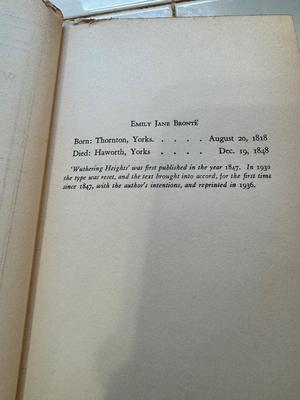 EMILY JANE BRONTË
Born: Thornton, Yorks. . . . . August 20, 1818
Died: Haworth, Yorks . . . . Dec. 19, 1848
'Wuthering Heights' was first published in the year 1847. In 1930
the type was reset, and the text brought into accord, for the first time
since 1847, with the author's intentions, and reprinted in 1936.